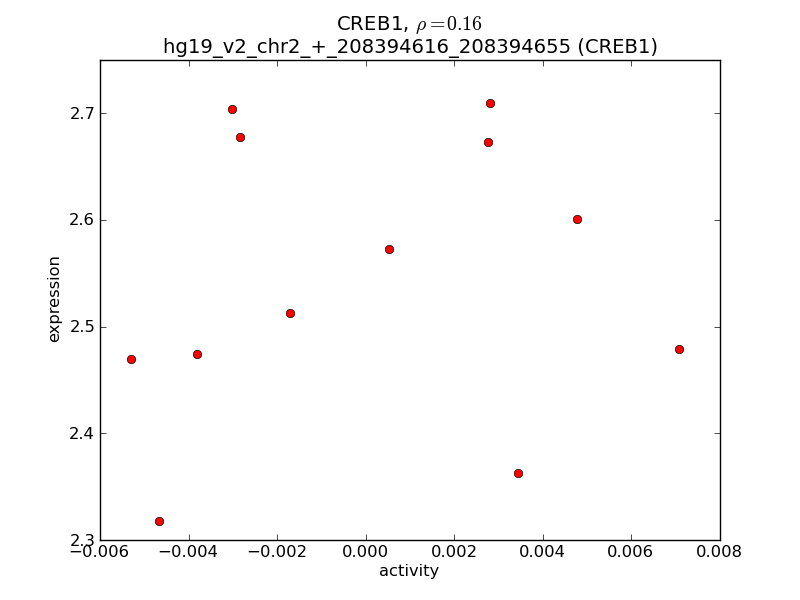 CREB1, ρ=0.16
hg19_v2_chr2_+_208394616_208394655 (CREB1)
2.7
2.6
2.5
2.4
2.3
expression
−0.006 −0.004 −0.002 0.000 0.002 0.004 0.006 0.008
activity